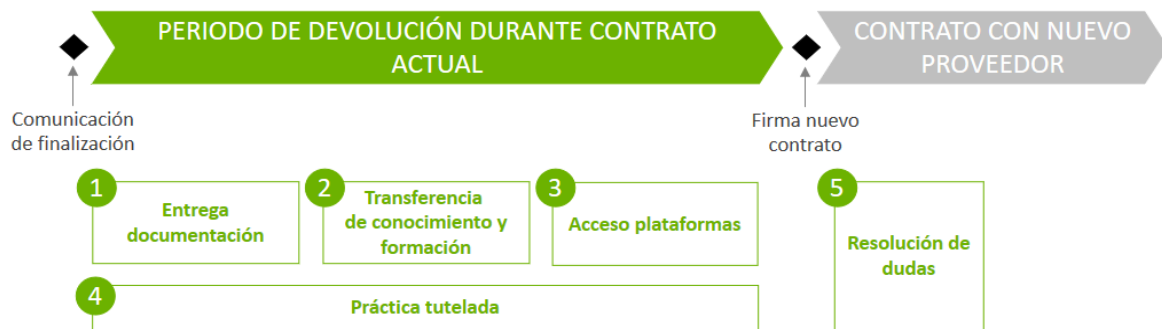 PERIODO DE DEVOLUCIÓN DURANTE CONTRATO
ACTUAL
CONTRATO CON NUEVO
PROVEEDOR
Comunicación
de finalización
Firma nuevo
contrato
1
Entrega
documentación
2
Transferencia
de conocimiento y
formación
3
Acceso plataformas
4
Práctica tutelada
5
Resolución de
dudas